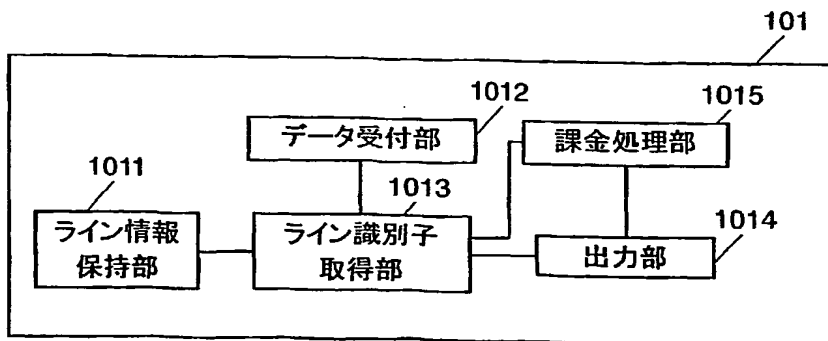 101
1012
データ受付部
1015
課金処理部
1011
ライン情報
保持部
1013
ライン識別子
取得部
1014
出力部